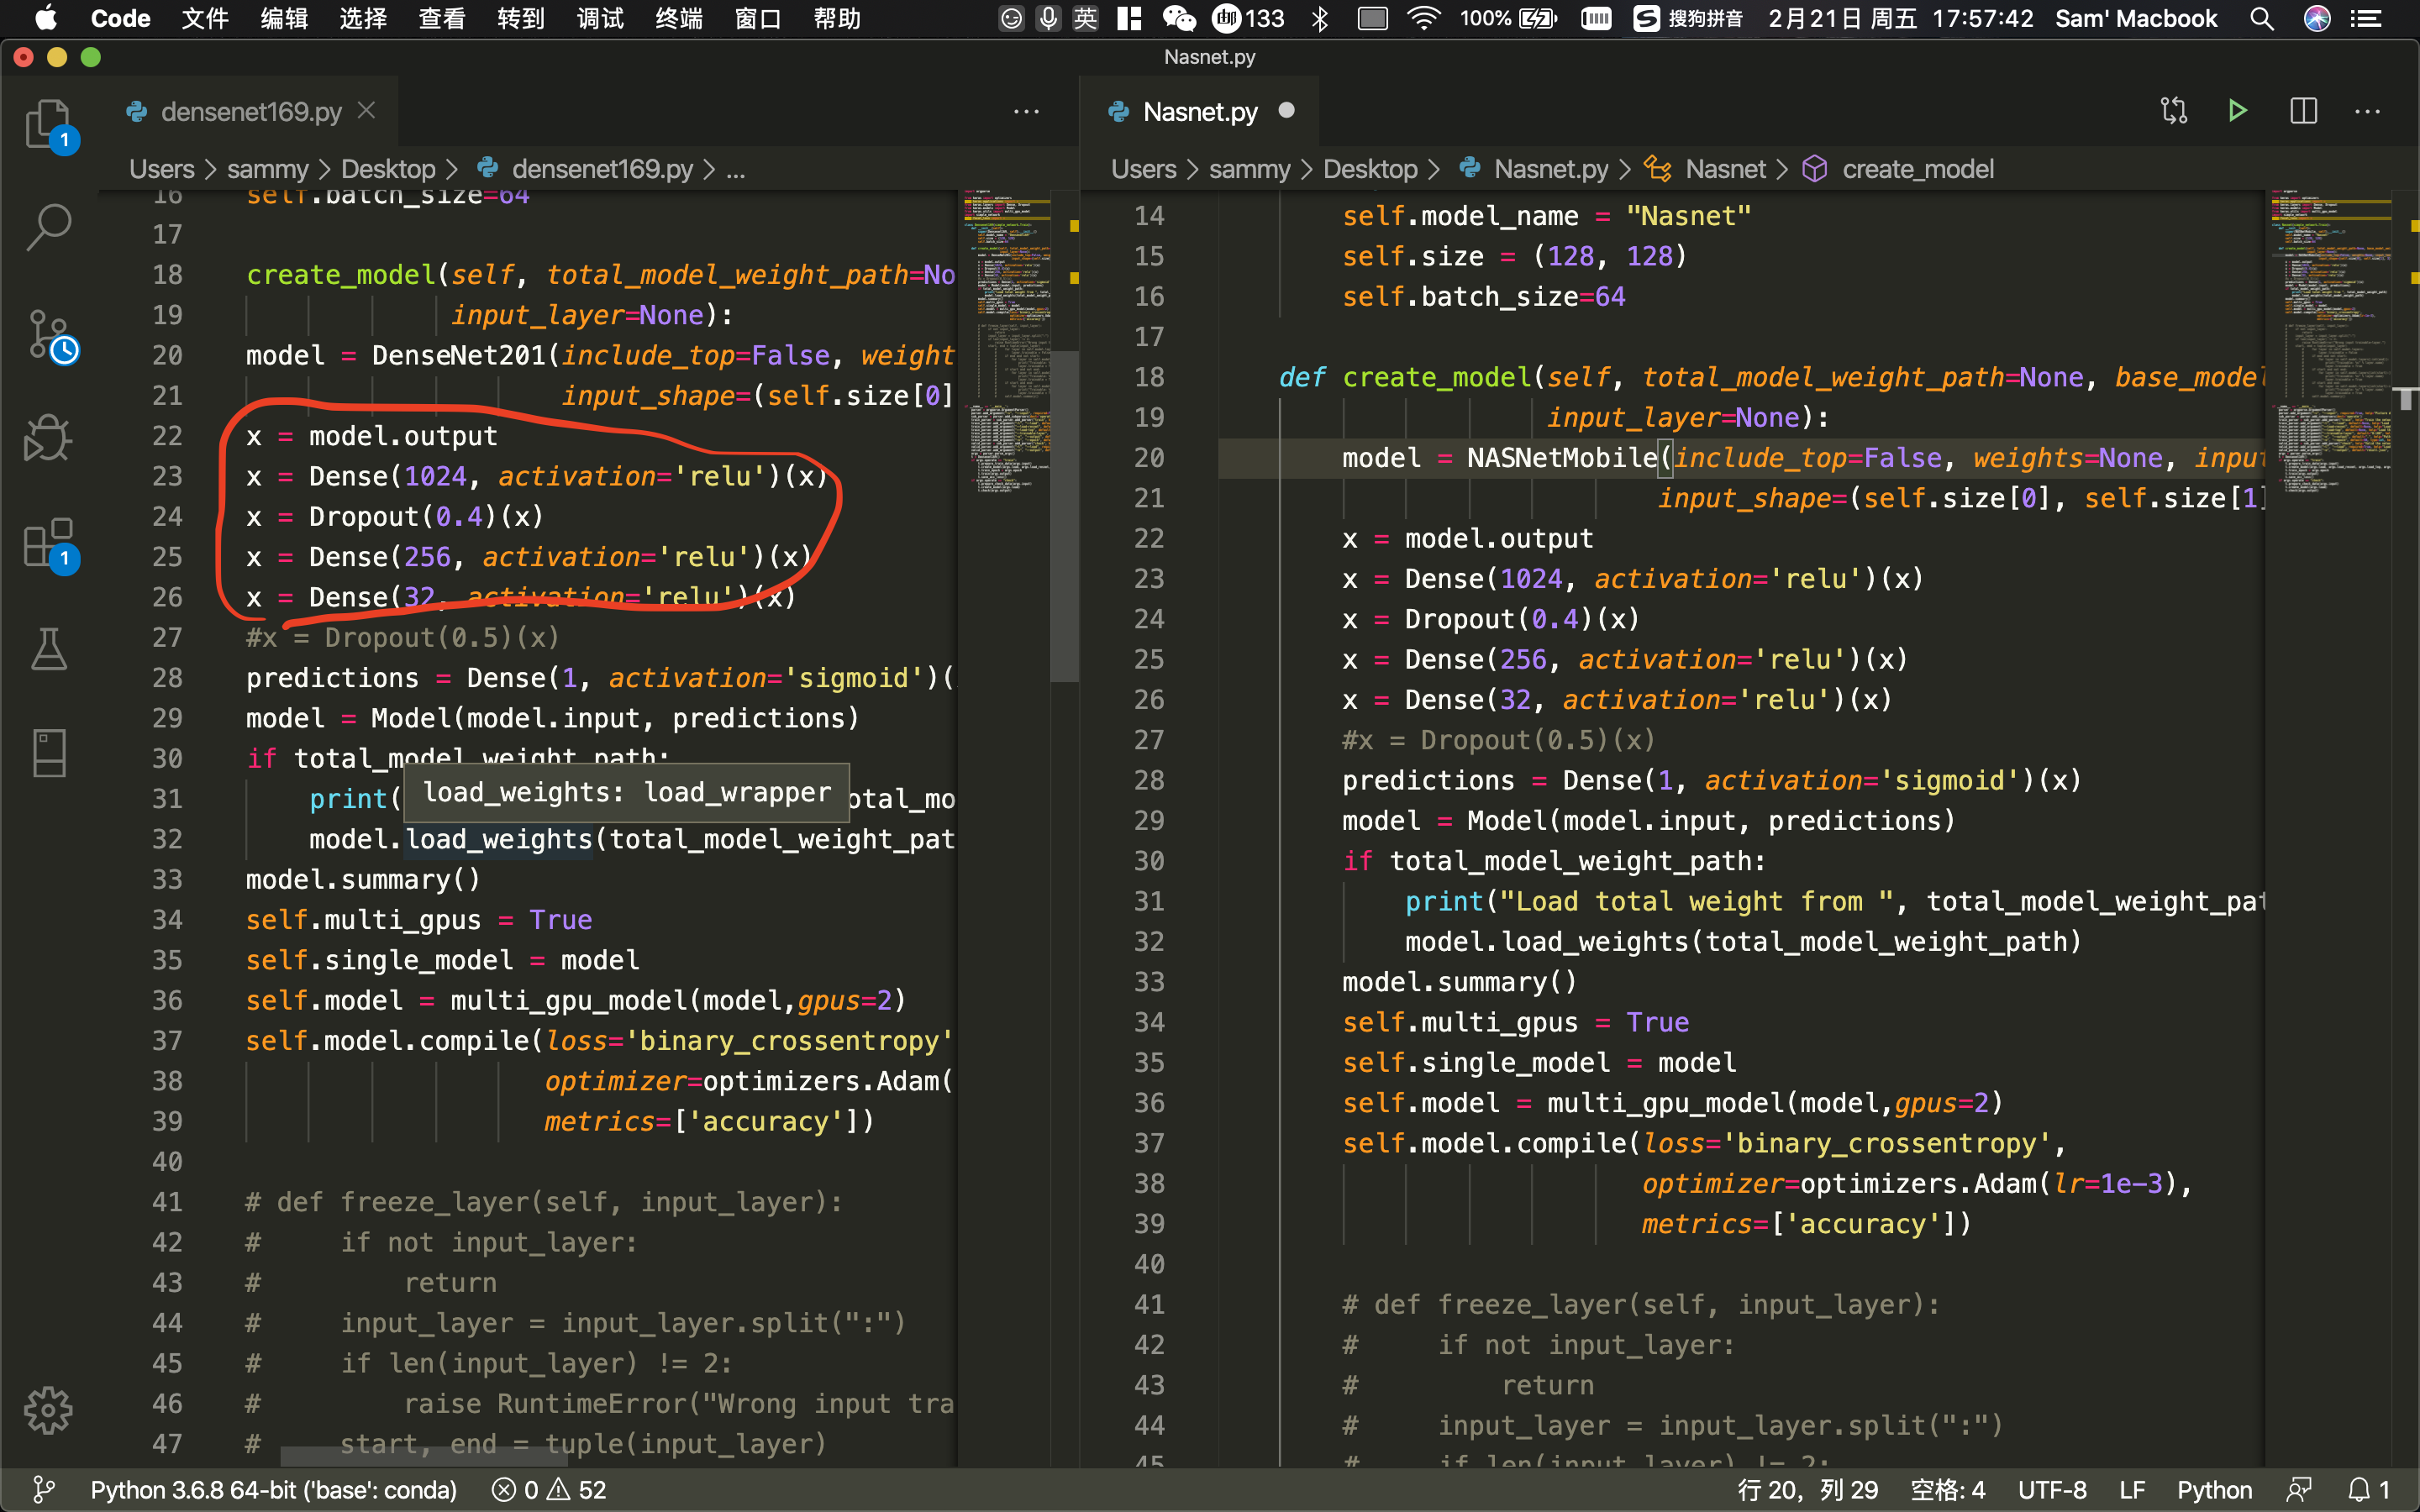 Code 文件 编辑 选择 查看 转到 调试 终端 窗口 帮助 英 133 100% S 搜狗拼音 2月21日 周五 17:57:42 Sam' Macbook
Nasnet.py
densenet169.py
Users > sammy > Desktop > densenet169.py > ...
16 self.batch_size=64
17
18 create_model(self, total_model_weight_path=No
19 input_layer=None):
20 model = DenseNet201(include_top=False, weight
21 input_shape=(self.size[0]
22 x = model.output
23 x = Dense(1024, activation='relu')(x)
24 x = Dropout(0.4)(x)
25 x = Dense(256, activation='relu')(x)
26 x = Dense(32, activation='relu')(x)
27 #x = Dropout(0.5)(x)
28 predictions = Dense(1, activation='sigmoid')(
29 model = Model(model.input, predictions)
30 if total_model_weight_path:
load_weights: load_wrapper
31 print( otal_mo
32 model.load_weights(total_model_weight_pat
33 model.summary()
34 self.multi_gpus = True
35 self.single_model = model
36 self.model = multi_gpu_model(model,gpus=2)
37 self.model.compile(loss='binary_crossentropy'
38 optimizer=optimizers.Adam(
39 metrics=['accuracy'])
40
41 # def freeze_layer(self, input_layer):
42 # if not input_layer:
43 # return
44 # input_layer = input_layer.split(":")
45 # if len(input_layer) != 2:
46 # raise RuntimeError("Wrong input tra
47 # start, end = tuple(input_layer)
Nasnet.py
Users > sammy > Desktop > Nasnet.py > Nasnet > create_model
14 self.model_name = "Nasnet"
15 self.size = (128, 128)
16 self.batch_size=64
17
18 def create_model(self, total_model_weight_path=None, base_model
19 input_layer=None):
20 model = NASNetMobile(include_top=False, weights=None, input
21 input_shape=(self.size[0], self.size[1]
22 x = model.output
23 x = Dense(1024, activation='relu')(x)
24 x = Dropout(0.4)(x)
25 x = Dense(256, activation='relu')(x)
26 x = Dense(32, activation='relu')(x)
27 #x = Dropout(0.5)(x)
28 predictions = Dense(1, activation='sigmoid')(x)
29 model = Model(model.input, predictions)
30 if total_model_weight_path:
31 print("Load total weight from ", total_model_weight_pat
32 model.load_weights(total_model_weight_path)
33 model.summary()
34 self.multi_gpus = True
35 self.single_model = model
36 self.model = multi_gpu_model(model,gpus=2)
37 self.model.compile(loss='binary_crossentropy',
38 optimizer=optimizers.Adam(lr=1e-3),
39 metrics=['accuracy'])
40
41 # def freeze_layer(self, input_layer):
42 # if not input_layer:
43 # return
44 # input_layer = input_layer.split(":")
45 # if len(input_layer) != 2:
1
1
Python 3.6.8 64-bit ('base': conda) 0 52 行 20, 列 29 空格: 4 UTF-8 LF Python 1